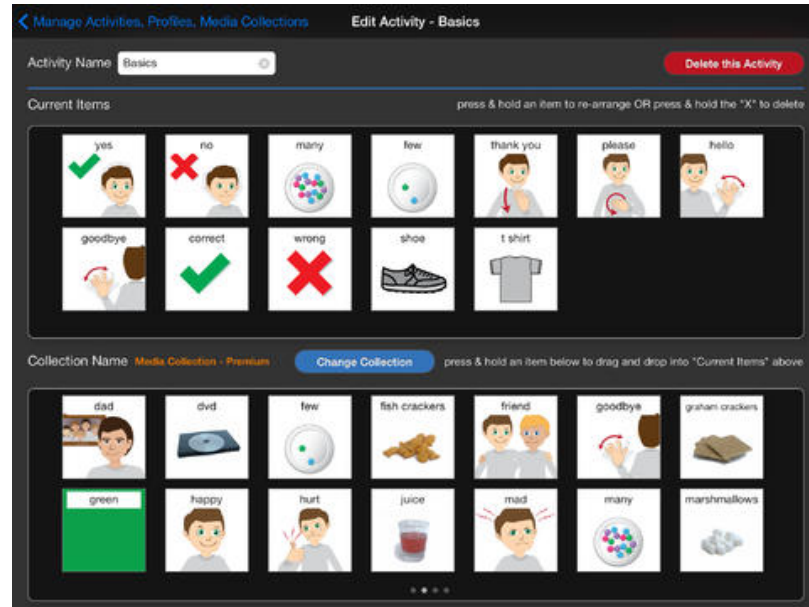 Manage Activities, Profiles, Media Collections Edit Activity - Basics
Activity Name Basics Delete this Activity
Current Items press & hold an item to re-arrange OR press & hold the "X" to delete
yes no many few thank you please hello
goodbye correct wrong shoe t shirt
Collection Name Media Collection - Premium Change Collection press & hold an item below to drag and drop into "Current Items" above
dad dvd few fish crackers friend goodbye graham crackers
green happy hurt juice mad many marshmallows